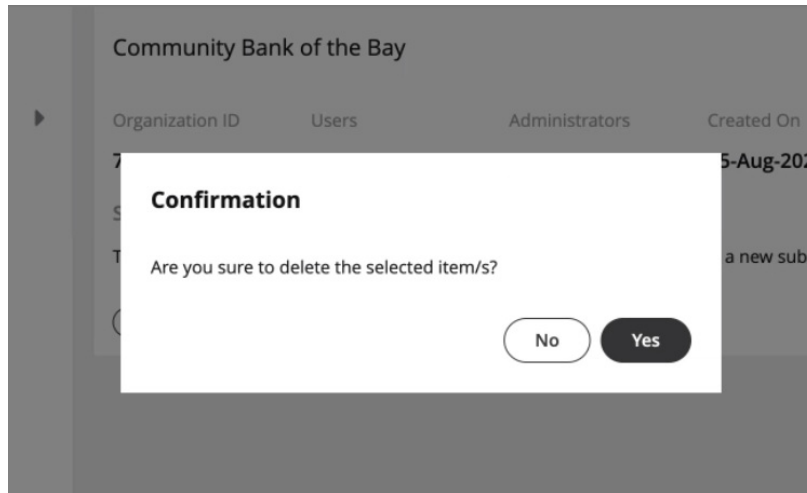 Community Bank of the Bay
Organization ID Users Administrators Created On
7
5-Aug-202
Confirmation
S
T
a new sub
Are you sure to delete the selected item/s?
No Yes